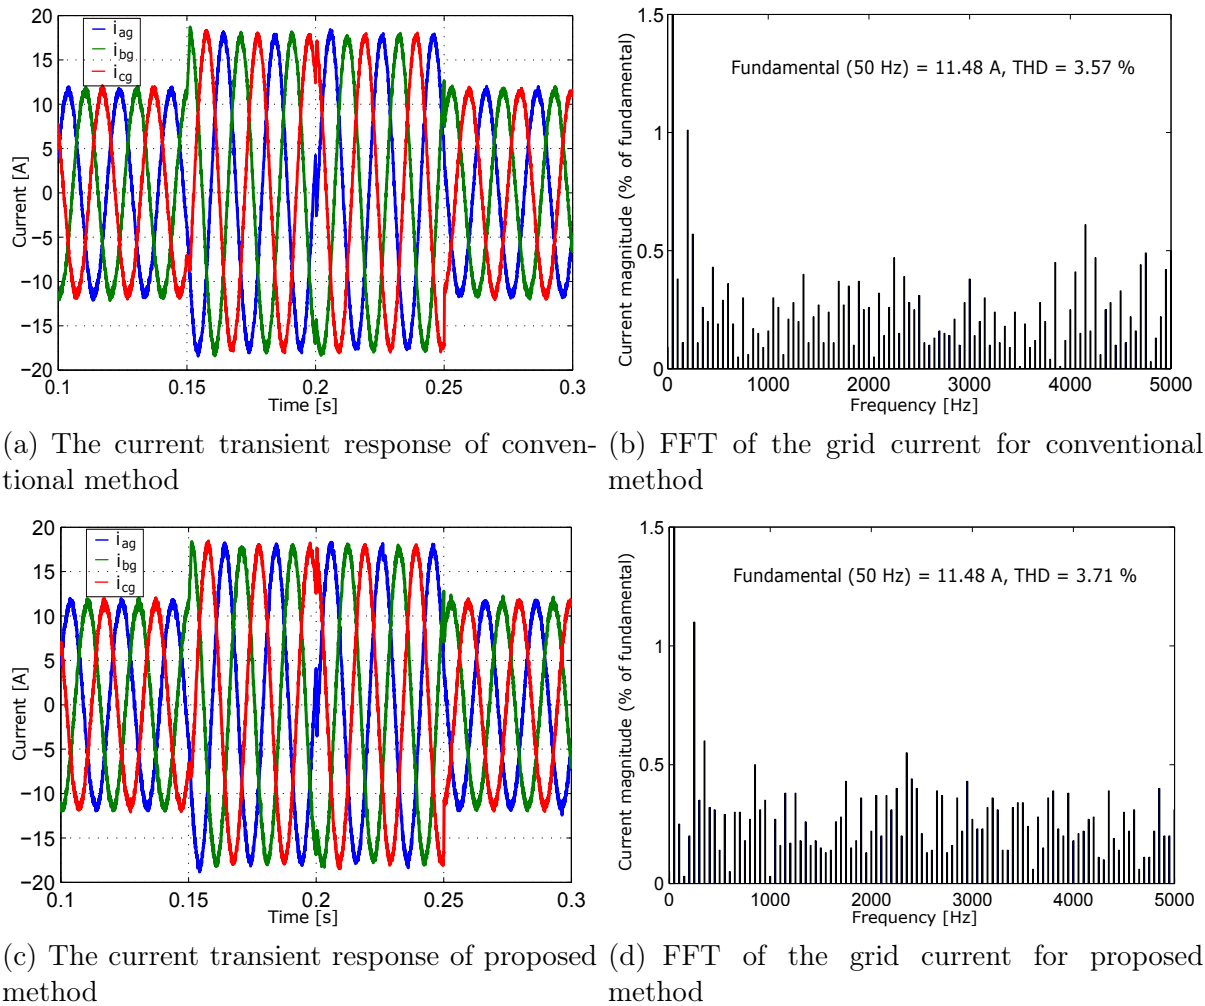 20
15
10
5
0
−5
−10
−15
−20
0.1
0.15
0.2
0.25
0.3
Current [A]
Time [s]
iag
ibg
icg
1.5
1
0.5
0
0
1000
2000
3000
4000
5000
Current magnitude (% of fundamental)
Frequency [Hz]
Fundamental (50 Hz) = 11.48 A, THD = 3.57 %
(a) The current transient response of conven-
tional method
(b) FFT of the grid current for conventional
method
20
15
10
5
0
−5
−10
−15
−20
0.1
0.15
0.2
0.25
0.3
Current [A]
Time [s]
iag
ibg
icg
1.5
1
0.5
0
0
1000
2000
3000
4000
5000
Current magnitude (% of fundamental)
Frequency [Hz]
Fundamental (50 Hz) = 11.48 A, THD = 3.71 %
(c) The current transient response of proposed
method
(d) FFT of the grid current for proposed
method